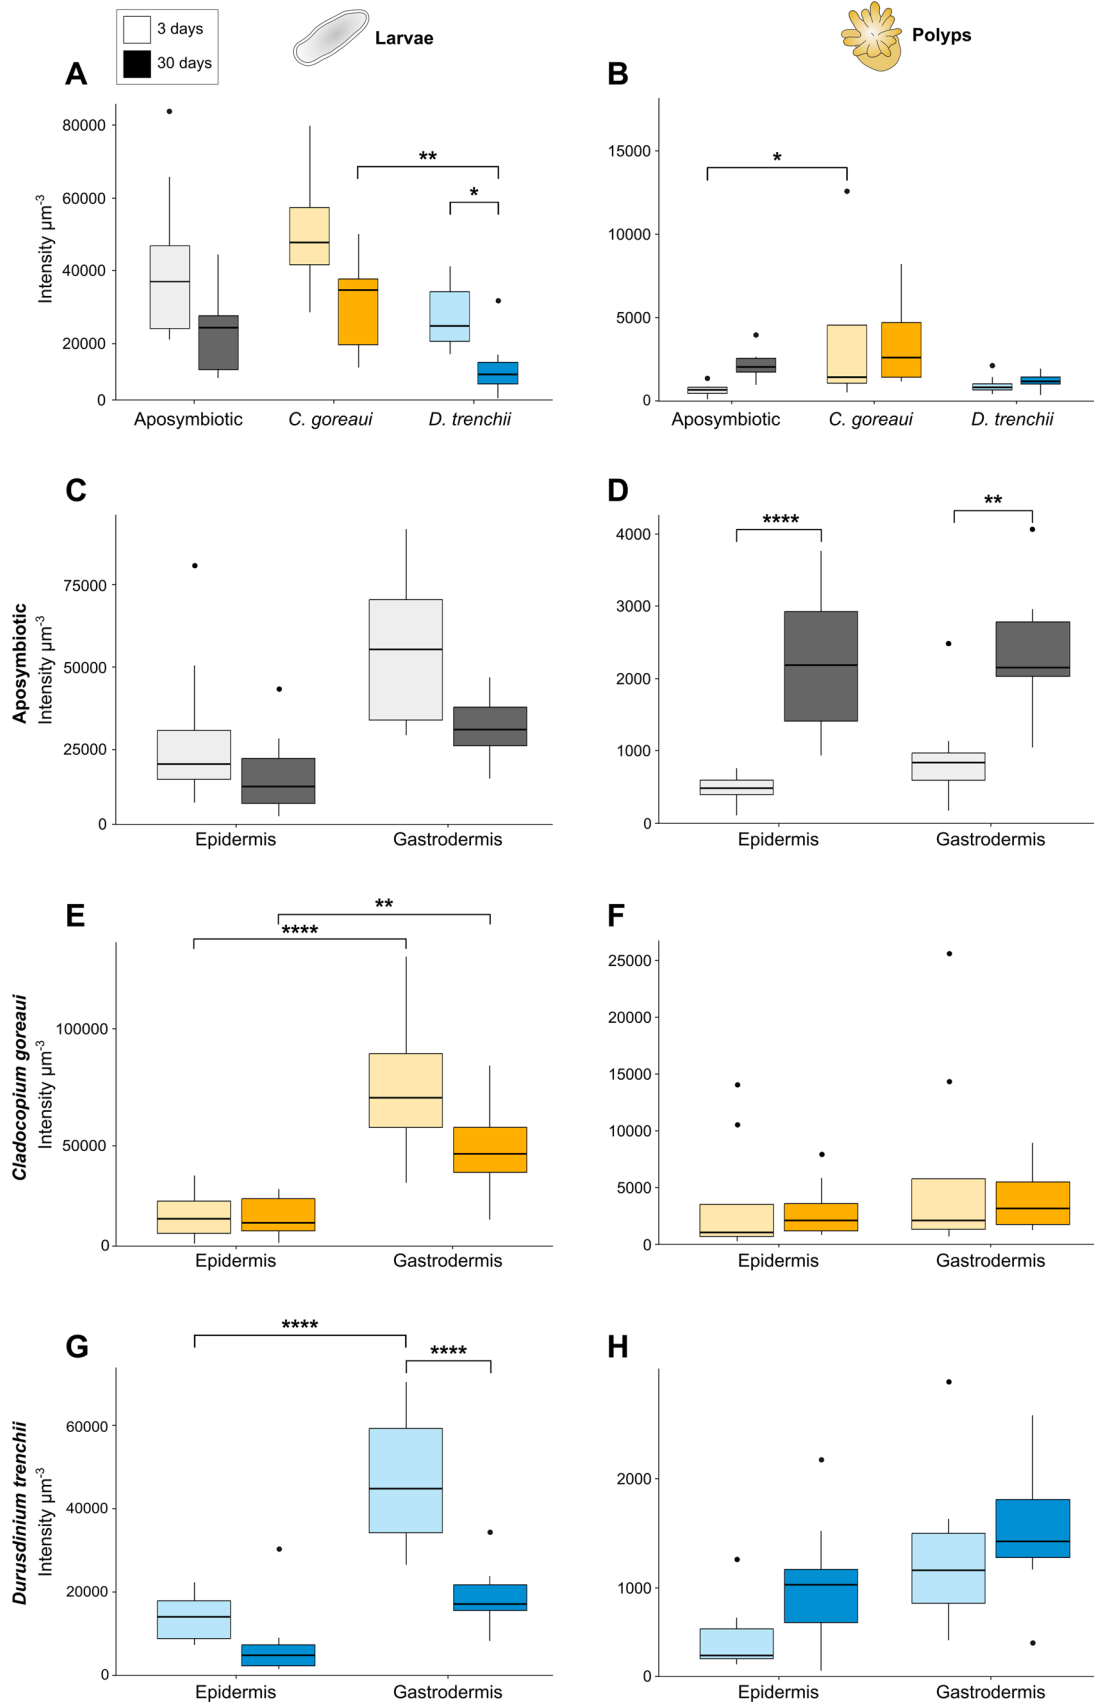 3 days
30 days
Larvae
Polyps
A
B
Intensity µm-3
80000
60000
40000
20000
0
**
*
Aposymbiotic
C. goreaui
D. trenchii
15000
10000
5000
0
*
Aposymbiotic
C. goreaui
D. trenchii
C
D
Aposymbiotic
Intensity µm-3
75000
50000
25000
0
Epidermis
Gastrodermis
4000
3000
2000
1000
0
****
**
Epidermis
Gastrodermis
E
F
Cladocopium goreaui
Intensity µm-3
100000
50000
0
**
****
Epidermis
Gastrodermis
25000
20000
15000
10000
5000
0
Epidermis
Gastrodermis
G
H
Durusdinium trenchii
Intensity µm-3
60000
40000
20000
0
****
****
Epidermis
Gastrodermis
2000
1000
0
Epidermis
Gastrodermis